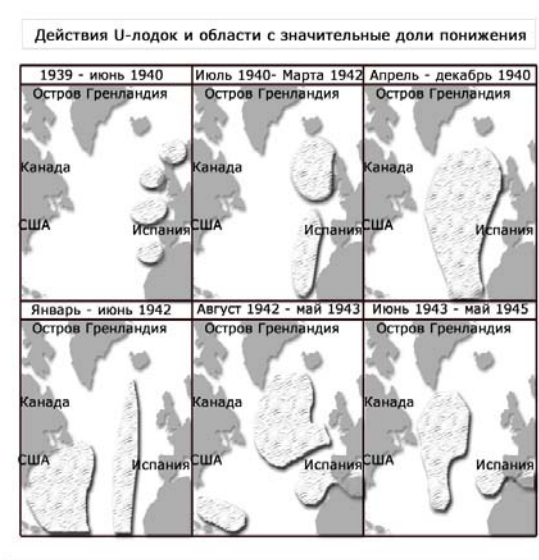 Действия U-лодок и области с значительные доли понижения
1939 - июнь 1940
Июль 1940- Марта 1942
Апрель - декабрь 1940
Остров Гренландия
Остров Гренландия
Остров Гренландия
Канада
Канада
Канада
США
Испания
США
Испания
США
Испания
Январь - июнь 1942
Август 1942 - май 1943
Июнь 1943 - май 1945
Остров Гренландия
Остров Гренландия
Остров Гренландия
Канада
Канада
Канада
США
Испания
США
Испания
США
Испания